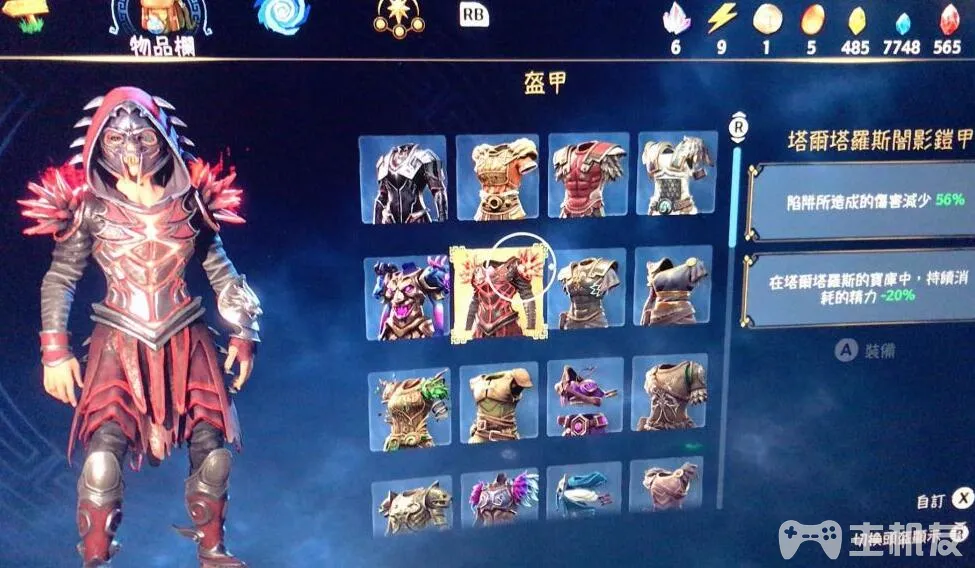 RB
物品欄
6 9 1 5 485 7748 565
盔甲
R
塔爾塔羅斯闇影鎧甲
陷阱所造成的傷害減少 56%
在塔爾塔羅斯的寶庫中，持續消
耗的精力 -20%
A 裝備
自訂 X
切換頭盔顯示
主机友